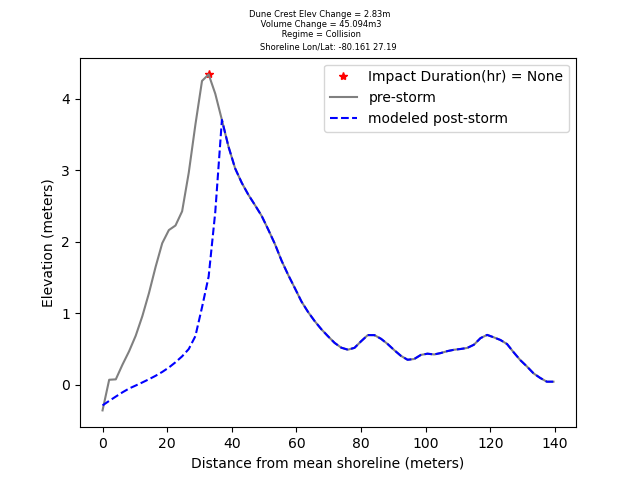 Dune Crest Elev Change = 2.83m
Volume Change = 45.094m3
Regime = Collision
Shoreline Lon/Lat: -80.161 27.19
Impact Duration(hr) = None
pre-storm
modeled post-storm
Elevation (meters)
4
3
2
1
0
0 20 40 60 80 100 120 140
Distance from mean shoreline (meters)